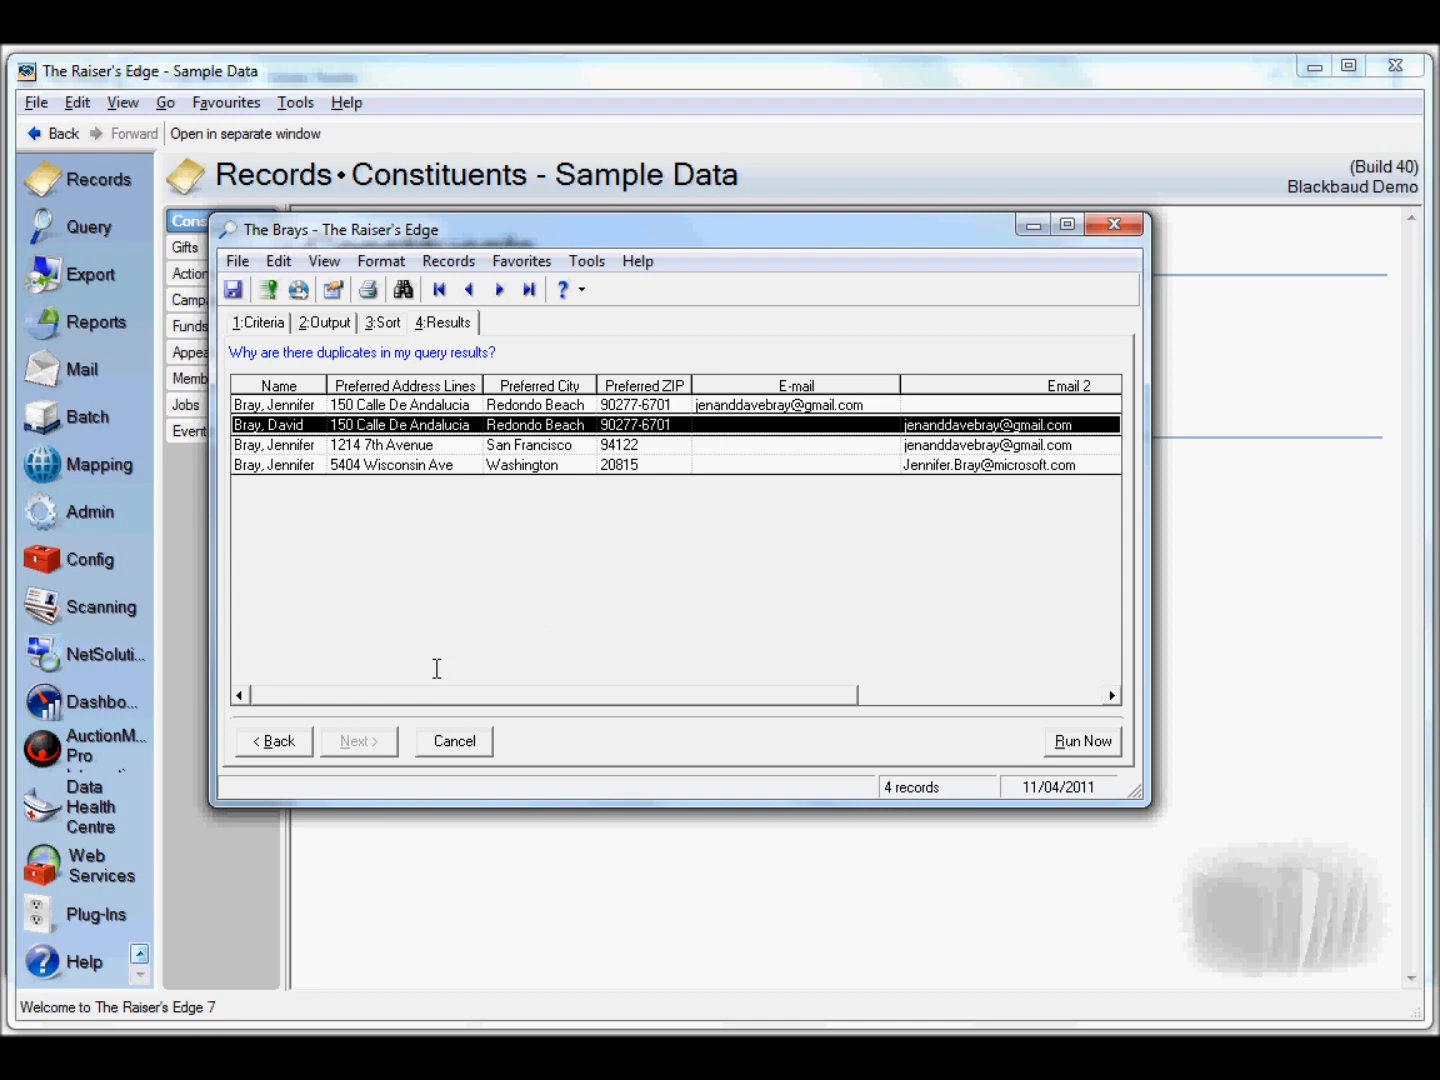 The Raiser's Edge - Sample Data
File Edit View Go Favourites Tools Help
Back Forward Open in separate window
Records • Constituents - Sample Data
(Build 40)
Blackbaud Demo
Records
Query
Export
Reports
Mail
Batch
Mapping
Admin
Config
Scanning
NetSoluti...
Dashbo...
AuctionM...
Pro
Data
Health
Centre
Web
Services
Plug-Ins
Help
Cons
Gifts
Action
Camp
Funds
Appea
Memb
Jobs
Event
The Brays - The Raiser's Edge
File Edit View Format Records Favorites Tools Help
1:Criteria 2:Output 3:Sort 4:Results
Why are there duplicates in my query results?
Name Preferred Address Lines Preferred City Preferred ZIP E-mail Email 2
Bray, Jennifer 150 Calle De Andalucia Redondo Beach 90277-6701 jenanddavebray@gmail.com
Bray, David 150 Calle De Andalucia Redondo Beach 90277-6701 jenanddavebray@gmail.com
Bray, Jennifer 1214 7th Avenue San Francisco 94122 jenanddavebray@gmail.com
Bray, Jennifer 5404 Wisconsin Ave Washington 20815 Jennifer.Bray@microsoft.com
< Back Next > Cancel Run Now
4 records 11/04/2011
Welcome to The Raiser's Edge 7